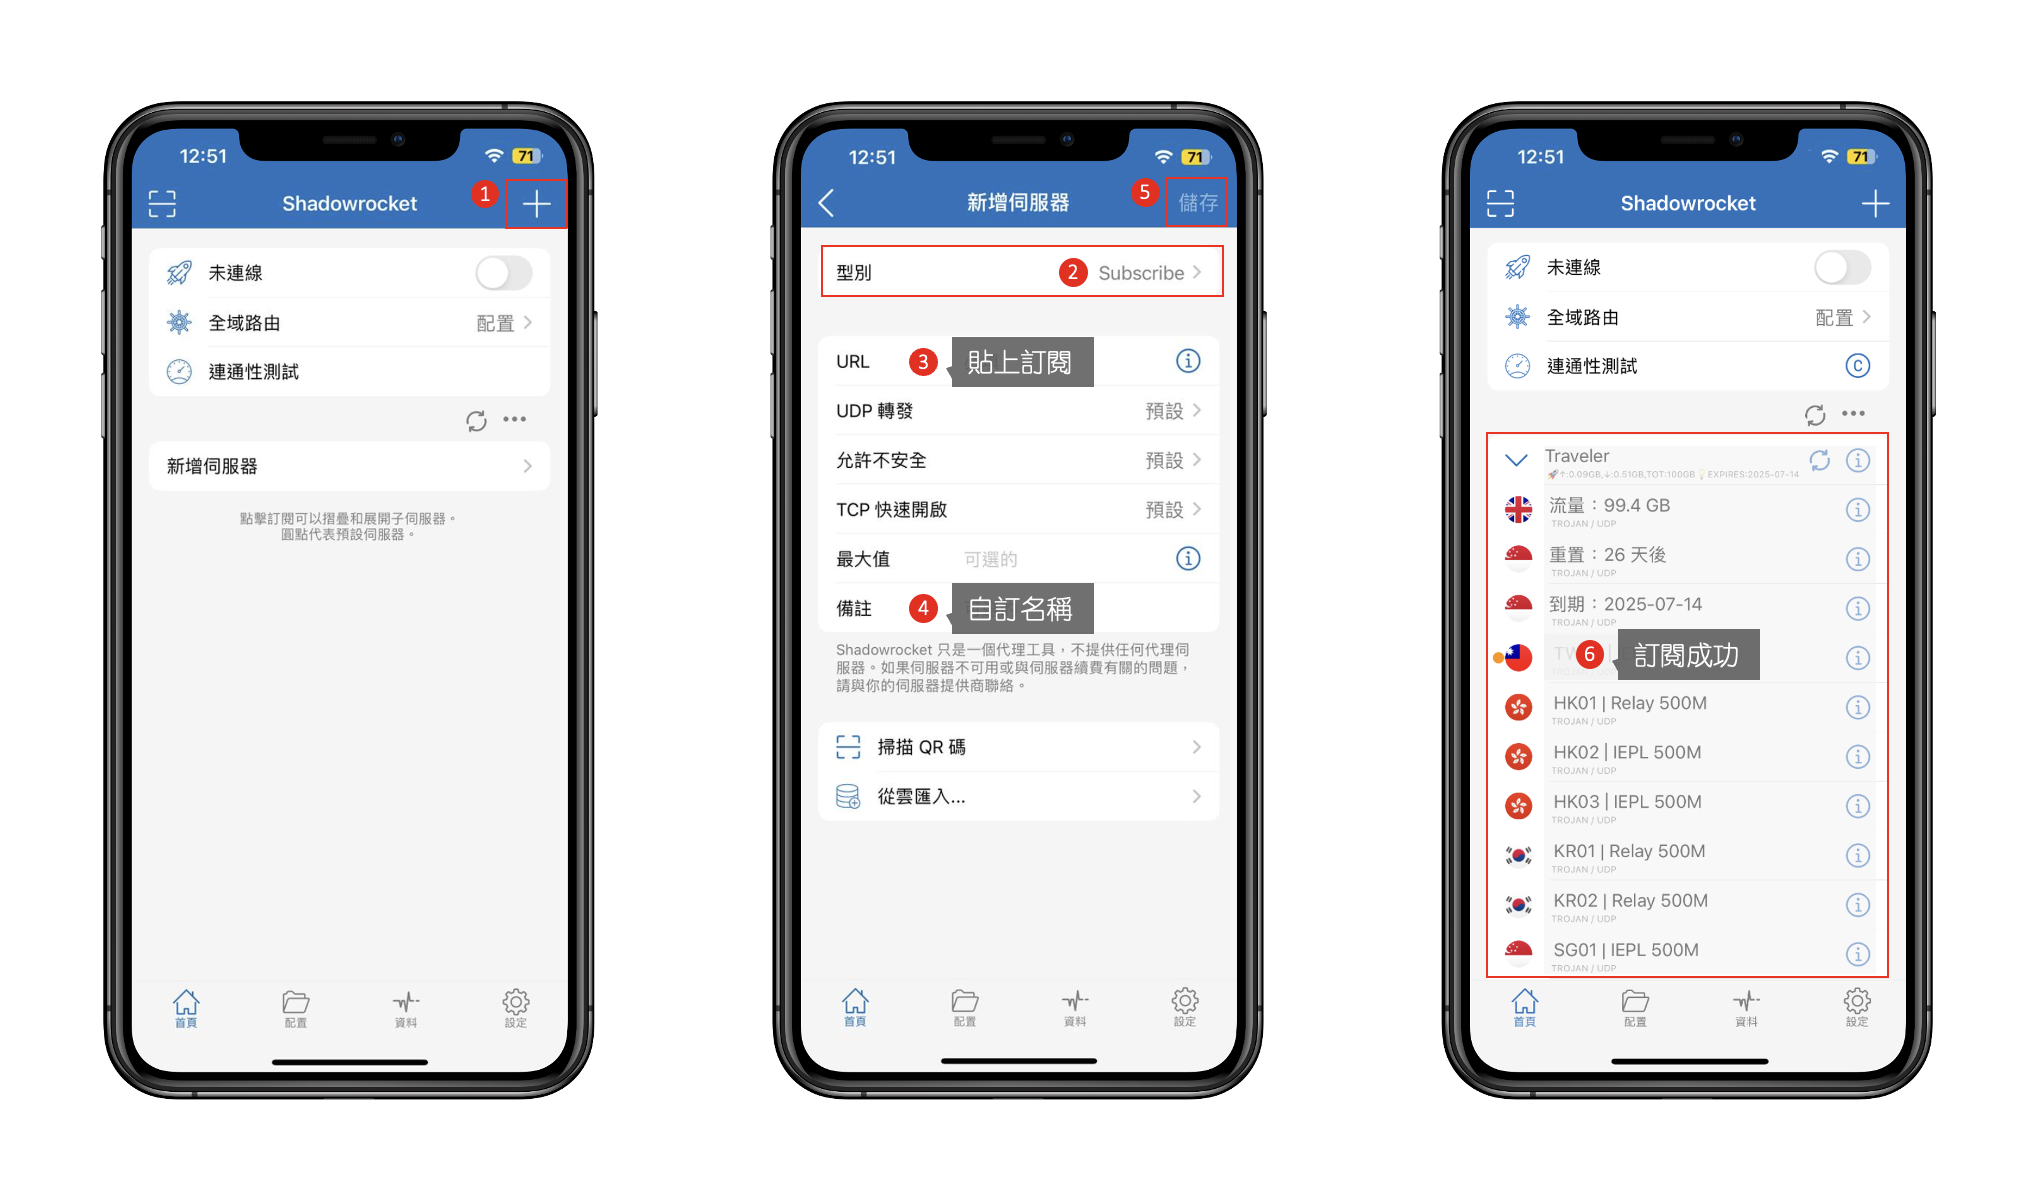 12:51
71
Shadowrocket
1
未連線
全域路由
配置
連通性測試
新增伺服器
點擊訂閱可以摺疊和展開子伺服器。
圓點代表預設伺服器。
首頁
配置
資料
設定
12:51
71
新增伺服器
5
儲存
型別
2
Subscribe
URL
3
貼上訂閱
UDP 轉發
預設
允許不安全
預設
TCP 快速開啟
預設
最大值
可選的
備註
4
自訂名稱
Shadowrocket 只是一個代理工具，不提供任何代理伺
服器。如果伺服器不可用或與伺服器續費有關的問題，
請與你的伺服器提供商聯絡。
掃描 QR 碼
從雲匯入...
首頁
配置
資料
設定
12:51
71
Shadowrocket
未連線
全域路由
配置
連通性測試
C
Traveler
🚀↑:0.09GB,↓:0.51GB,TOT:100GB💡EXPIRES:2025-07-14
流量：99.4 GB
TROJAN / UDP
重置：26 天後
TROJAN / UDP
到期：2025-07-14
TROJAN / UDP
6
訂閱成功
HK01 | Relay 500M
TROJAN / UDP
HK02 | IEPL 500M
TROJAN / UDP
HK03 | IEPL 500M
TROJAN / UDP
KR01 | Relay 500M
TROJAN / UDP
KR02 | Relay 500M
TROJAN / UDP
SG01 | IEPL 500M
TROJAN / UDP
首頁
配置
資料
設定